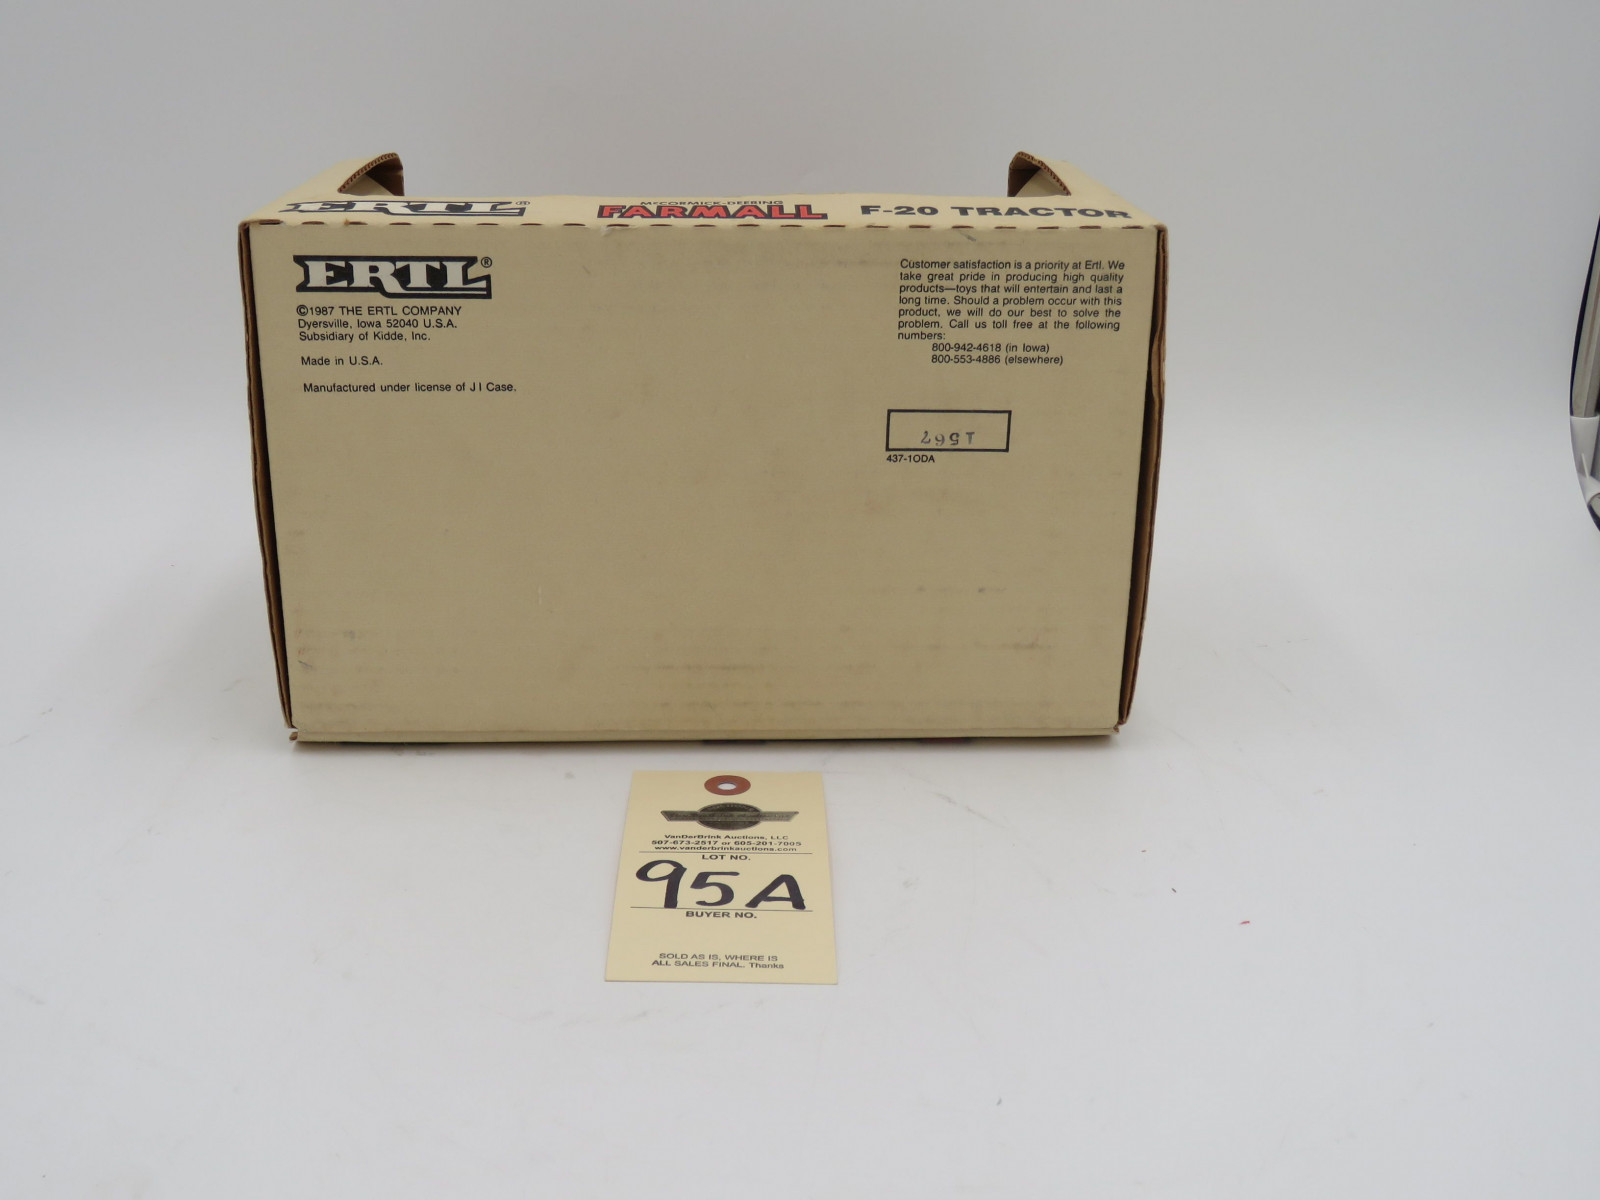 ERTL® McCORMICK-DEERING FARMALL F-20 TRACTOR
ERTL®
©1987 THE ERTL COMPANY
Dyersville, Iowa 52040 U.S.A.
Subsidiary of Kidde, Inc.
Made in U.S.A.
Manufactured under license of J I Case.
Customer satisfaction is a priority at Ertl. We
take great pride in producing high quality
products—toys that will entertain and last a
long time. Should a problem occur with this
product, we will do our best to solve the
problem. Call us toll free at the following
numbers:
800-942-4618 (in Iowa)
800-553-4886 (elsewhere)
437-1ODA
VanDerBrink Auctions, LLC
507-673-2517 or 605-201-7005
www.vanderbrinkauctions.com
LOT NO.
95A
BUYER NO.
SOLD AS IS, WHERE IS
ALL SALES FINAL. Thanks